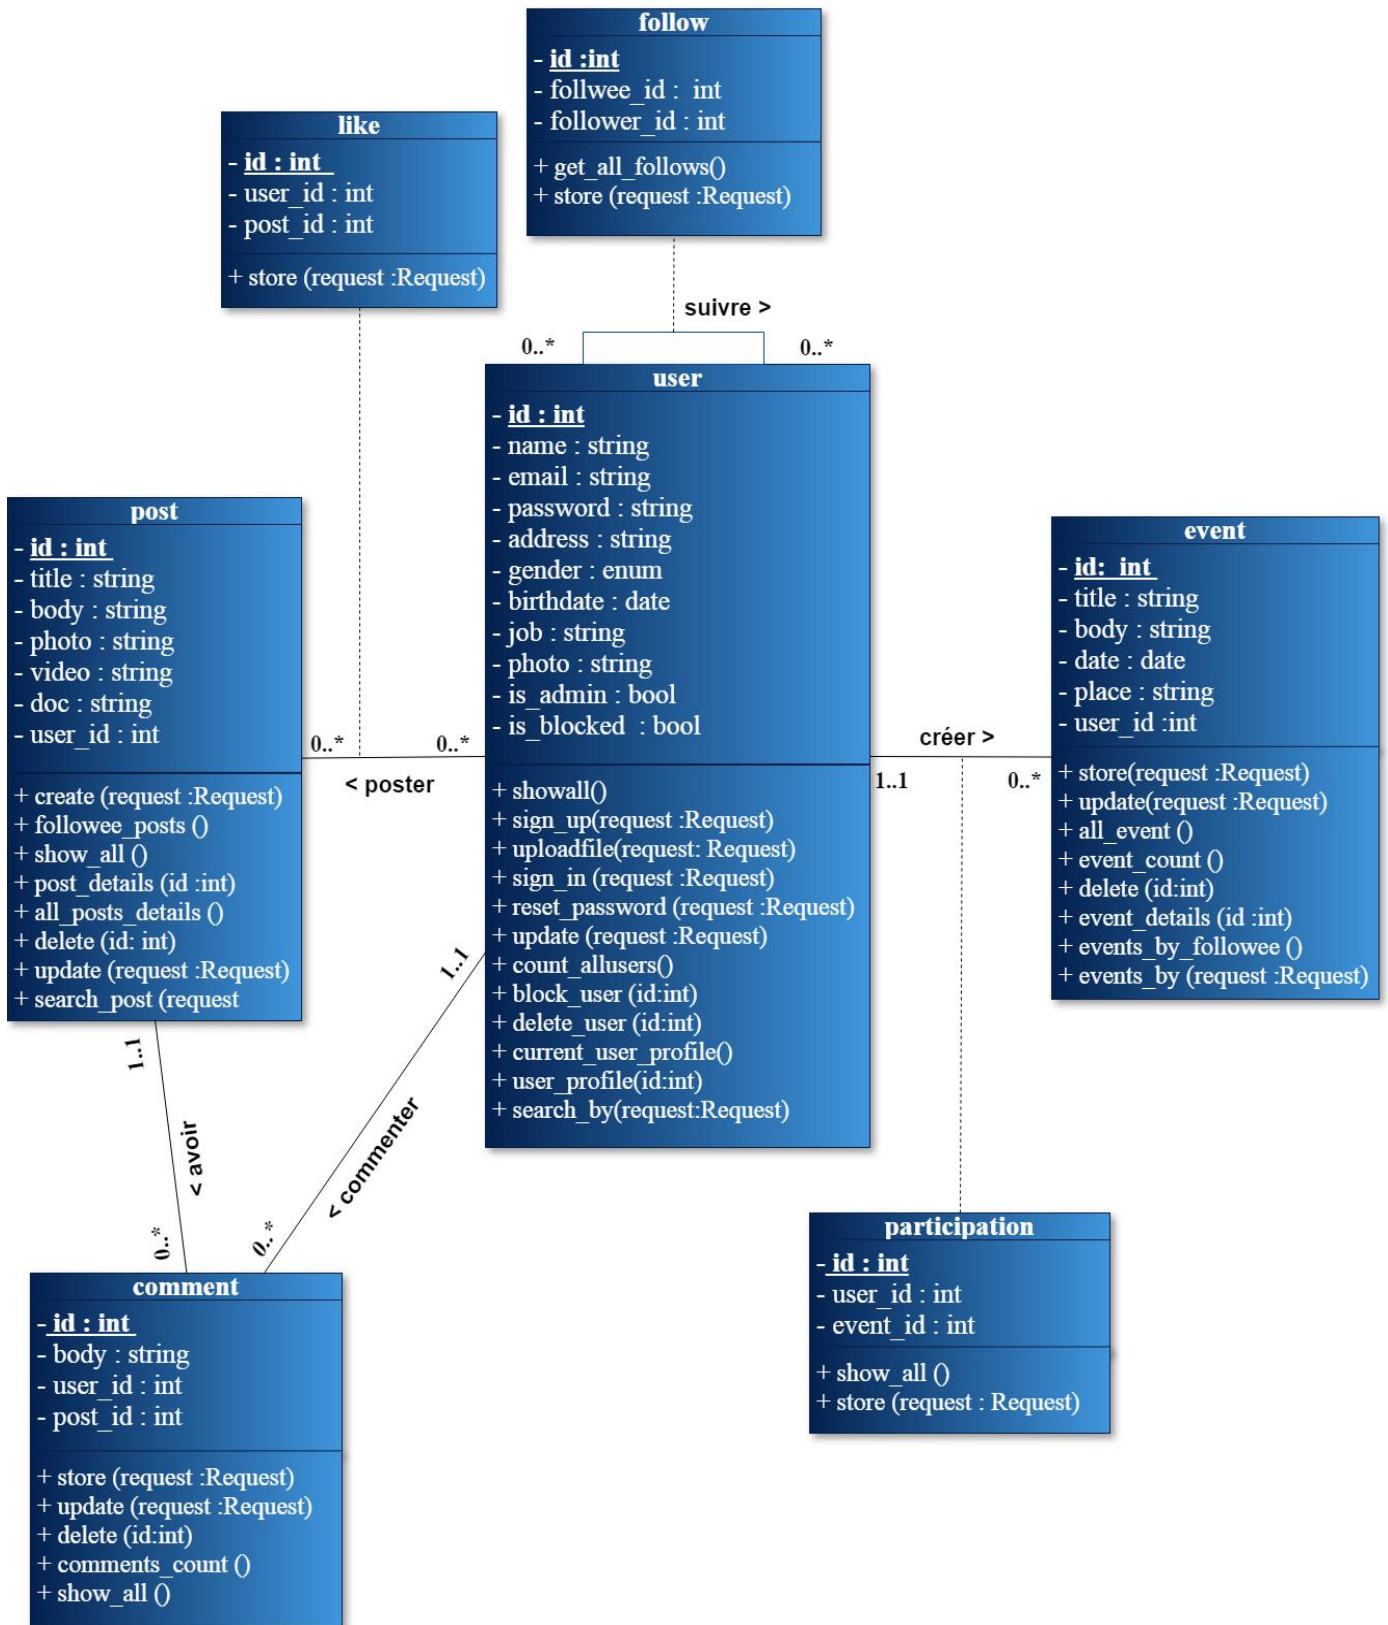 follow
- id :int
- follwee_id : int
- follower_id : int
+ get_all_follows()
+ store (request :Request)
like
- id : int
- user_id : int
- post_id : int
+ store (request :Request)
suivre >
0..*
0..*
user
- id : int
- name : string
- email : string
- password : string
- address : string
- gender : enum
- birthdate : date
- job : string
- photo : string
- is_admin : bool
- is_blocked : bool
+ showall()
+ sign_up(request :Request)
+ uploadfile(request: Request)
+ sign_in (request :Request)
+ reset_password (request :Request)
+ update (request :Request)
+ count_allusers()
+ block_user (id:int)
+ delete_user (id:int)
+ current_user_profile()
+ user_profile(id:int)
+ search_by(request:Request)
post
- id : int
- title : string
- body : string
- photo : string
- video : string
- doc : string
- user_id : int
+ create (request :Request)
+ followee_posts ()
+ show_all ()
+ post_details (id :int)
+ all_posts_details ()
+ delete (id: int)
+ update (request :Request)
+ search_post (request
0..*
0..*
< poster
event
- id: int
- title : string
- body : string
- date : date
- place : string
- user_id :int
+ store(request :Request)
+ update(request :Request)
+ all_event ()
+ event_count ()
+ delete (id:int)
+ event_details (id :int)
+ events_by_followee ()
+ events_by (request :Request)
créer >
1..1
0..*
1..1
< avoir
0..*
1..1
< commenter
0..*
participation
- id : int
- user_id : int
- event_id : int
+ show_all ()
+ store (request : Request)
comment
- id : int
- body : string
- user_id : int
- post_id : int
+ store (request :Request)
+ update (request :Request)
+ delete (id:int)
+ comments_count ()
+ show_all ()